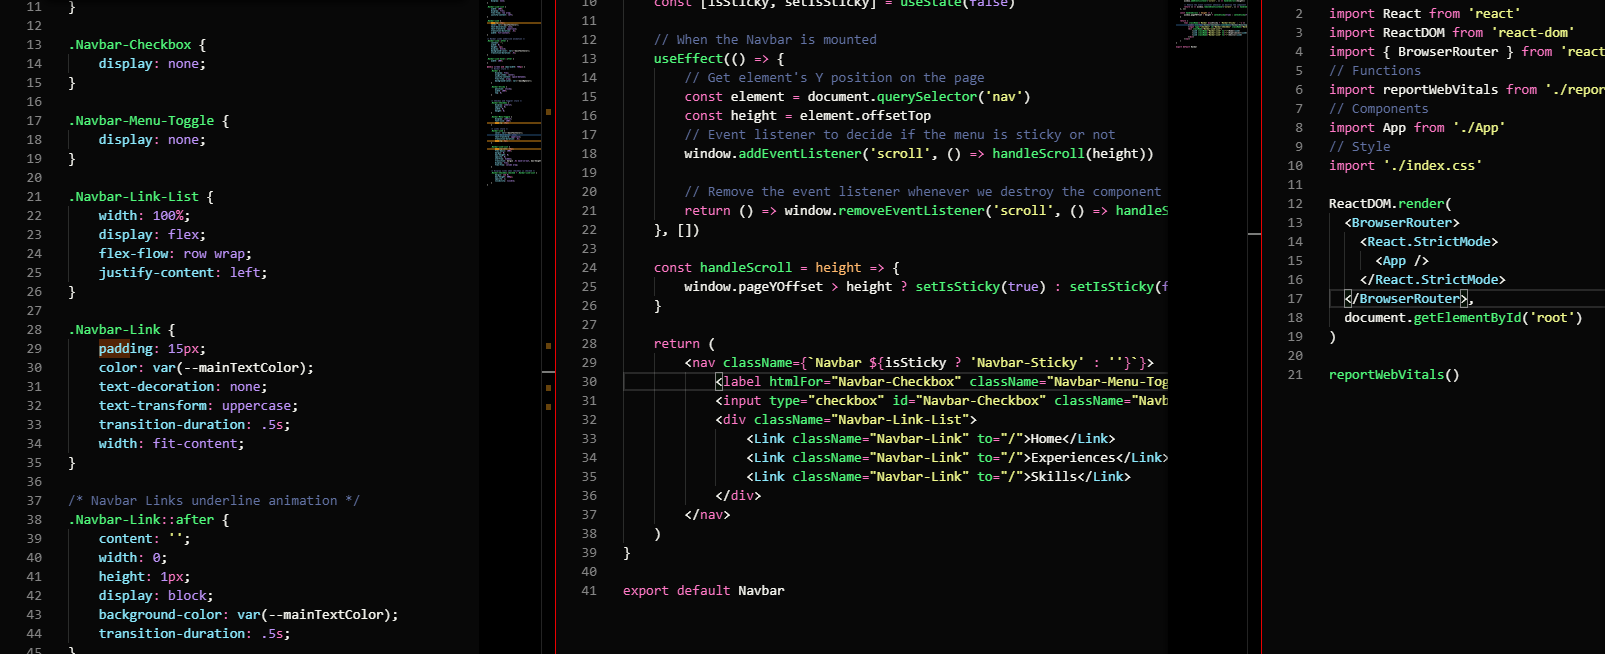 11 }
12
13 .Navbar-Checkbox {
14 display: none;
15 }
16
17 .Navbar-Menu-Toggle {
18 display: none;
19 }
20
21 .Navbar-Link-List {
22 width: 100%;
23 display: flex;
24 flex-flow: row wrap;
25 justify-content: left;
26 }
27
28 .Navbar-Link {
29 padding: 15px;
30 color: var(--mainTextColor);
31 text-decoration: none;
32 text-transform: uppercase;
33 transition-duration: .5s;
34 width: fit-content;
35 }
36
37 /* Navbar Links underline animation */
38 .Navbar-Link::after {
39 content: '';
40 width: 0;
41 height: 1px;
42 display: block;
43 background-color: var(--mainTextColor);
44 transition-duration: .5s;
45 }
10 const [isSticky, setIsSticky] = useState(false)
11
12 // When the Navbar is mounted
13 useEffect(() => {
14 // Get element's Y position on the page
15 const element = document.querySelector('nav')
16 const height = element.offsetTop
17 // Event listener to decide if the menu is sticky or not
18 window.addEventListener('scroll', () => handleScroll(height))
19
20 // Remove the event listener whenever we destroy the component
21 return () => window.removeEventListener('scroll', () => handleS
22 }, [])
23
24 const handleScroll = height => {
25 window.pageYOffset > height ? setIsSticky(true) : setIsSticky(f
26 }
27
28 return (
29 <nav className={`Navbar ${isSticky ? 'Navbar-Sticky' : ''}`}>
30 <label htmlFor="Navbar-Checkbox" className="Navbar-Menu-Tog
31 <input type="checkbox" id="Navbar-Checkbox" className="Navb
32 <div className="Navbar-Link-List">
33 <Link className="Navbar-Link" to="/">Home</Link>
34 <Link className="Navbar-Link" to="/">Experiences</Link>
35 <Link className="Navbar-Link" to="/">Skills</Link>
36 </div>
37 </nav>
38 )
39 }
40
41 export default Navbar
2 import React from 'react'
3 import ReactDOM from 'react-dom'
4 import { BrowserRouter } from 'react
5 // Functions
6 import reportWebVitals from './repor
7 // Components
8 import App from './App'
9 // Style
10 import './index.css'
11
12 ReactDOM.render(
13 <BrowserRouter>
14 <React.StrictMode>
15 <App />
16 </React.StrictMode>
17 </BrowserRouter>,
18 document.getElementById('root')
19 )
20
21 reportWebVitals()